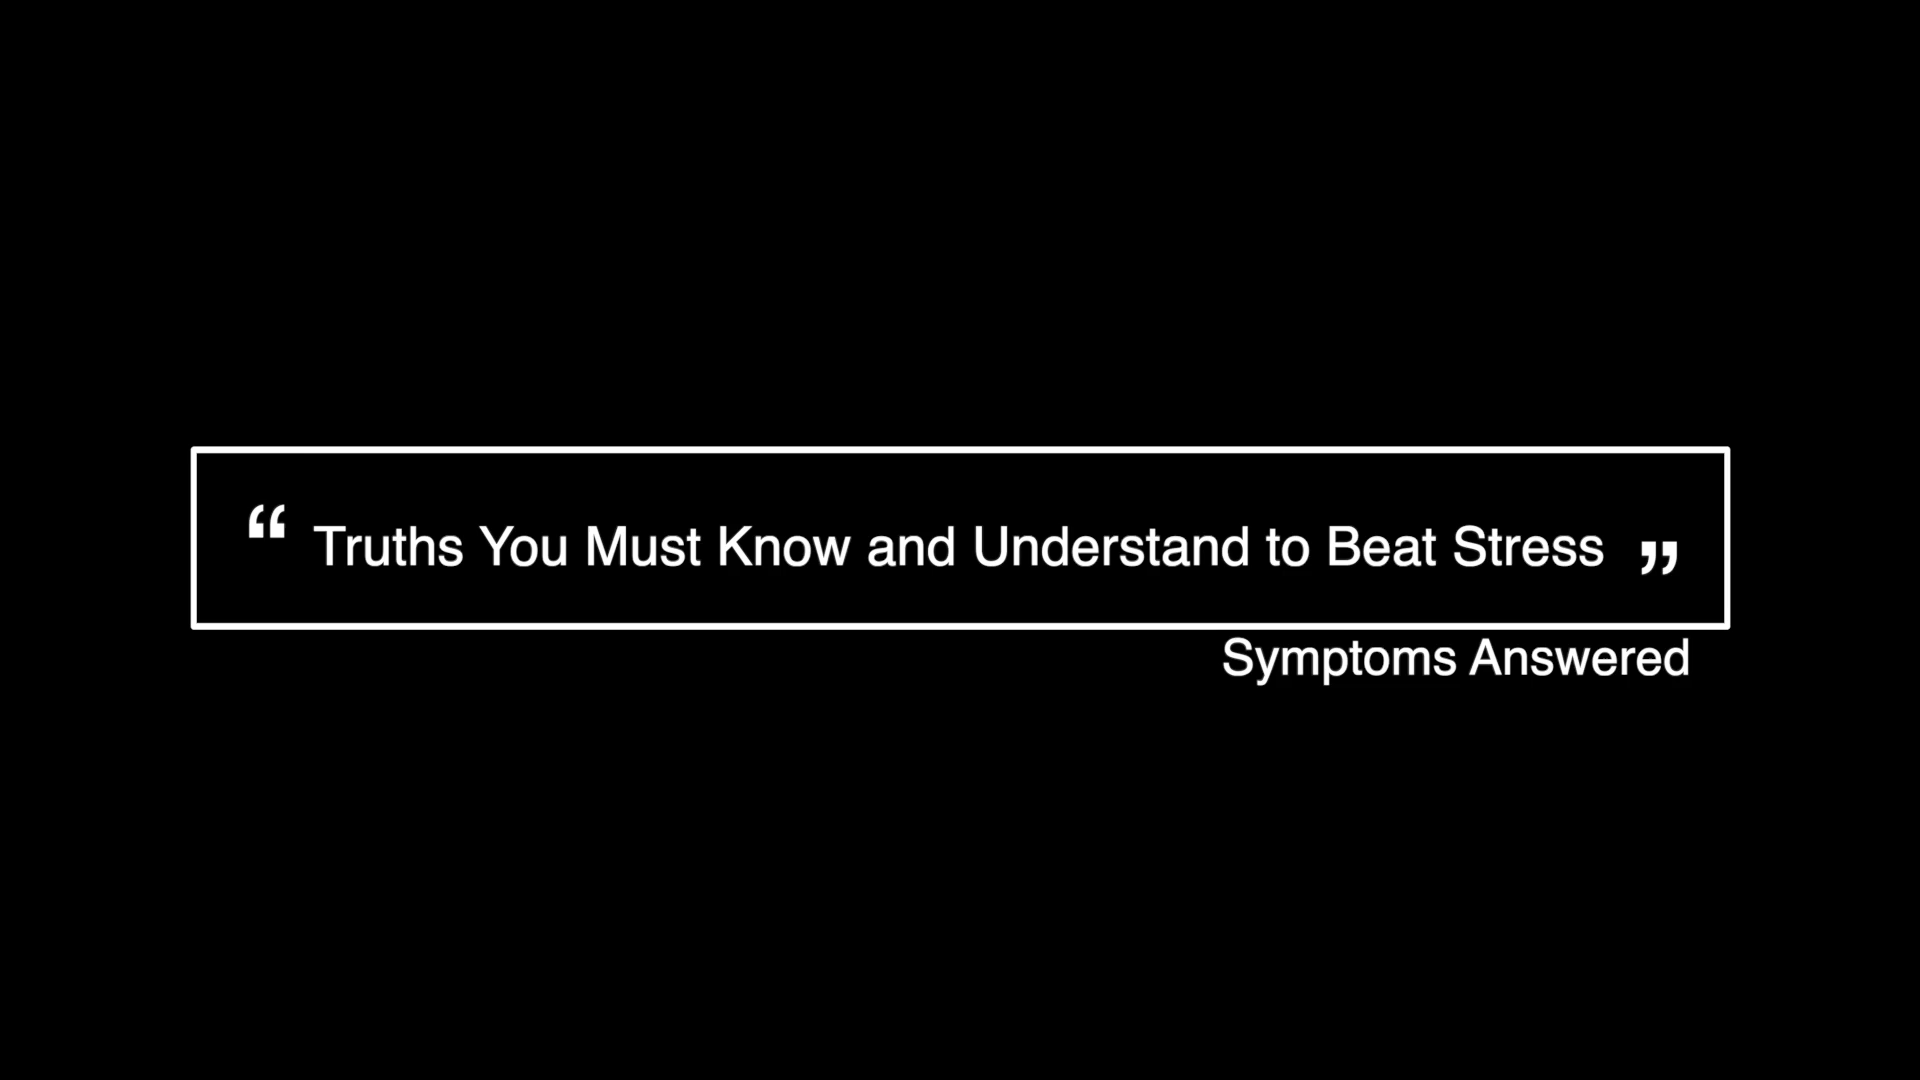 “ Truths You Must Know and Understand to Beat Stress ”
Symptoms Answered